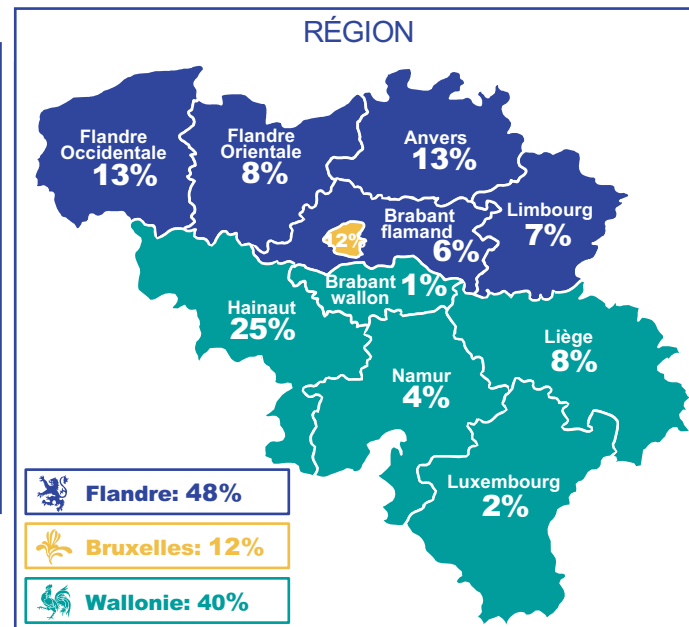 RÉGION
Flandre
Occidentale
13%
Flandre
Orientale
8%
Anvers
13%
Limbourg
7%
Brabant
flamand
6%
12%
Brabant
wallon
1%
Hainaut
25%
Liège
8%
Namur
4%
Luxembourg
2%
Flandre: 48%
Bruxelles: 12%
Wallonie: 40%